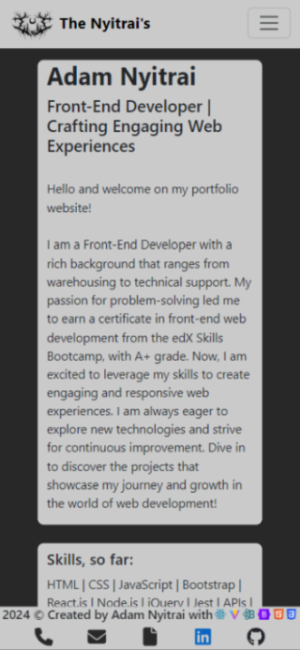 The Nyitrai's
Adam Nyitrai
Front-End Developer |
Crafting Engaging Web
Experiences
Hello and welcome on my portfolio
website!
I am a Front-End Developer with a
rich background that ranges from
warehousing to technical support. My
passion for problem-solving led me
to earn a certificate in front-end web
development from the edX Skills
Bootcamp, with A+ grade. Now, I am
excited to leverage my skills to create
engaging and responsive web
experiences. I am always eager to
explore new technologies and strive
for continuous improvement. Dive in
to discover the projects that
showcase my journey and growth in
the world of web development!
Skills, so far:
HTML | CSS | JavaScript | Bootstrap |
React.js | Node.js | jQuery | Jest | APIs |
2024 © Created by Adam Nyitrai with